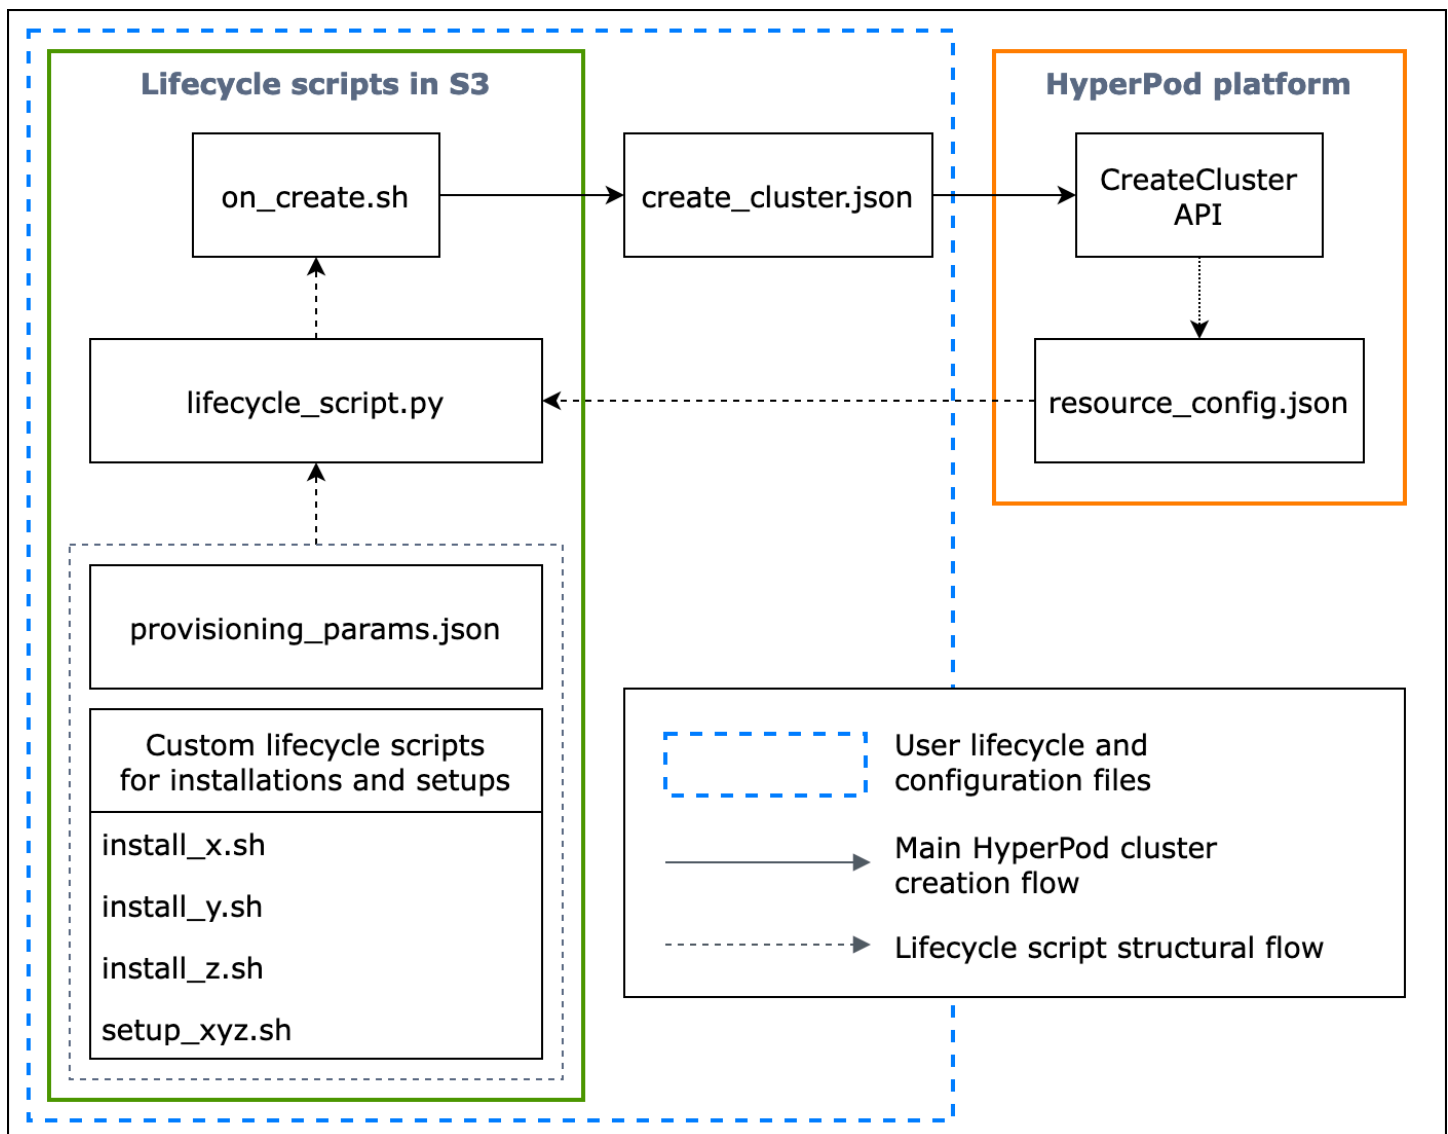 Lifecycle scripts in S3
HyperPod platform
on_create.sh
create_cluster.json
CreateCluster
API
lifecycle_script.py
resource_config.json
provisioning_params.json
Custom lifecycle scripts
for installations and setups
install_x.sh
install_y.sh
install_z.sh
setup_xyz.sh
User lifecycle and
configuration files
Main HyperPod cluster
creation flow
Lifecycle script structural flow